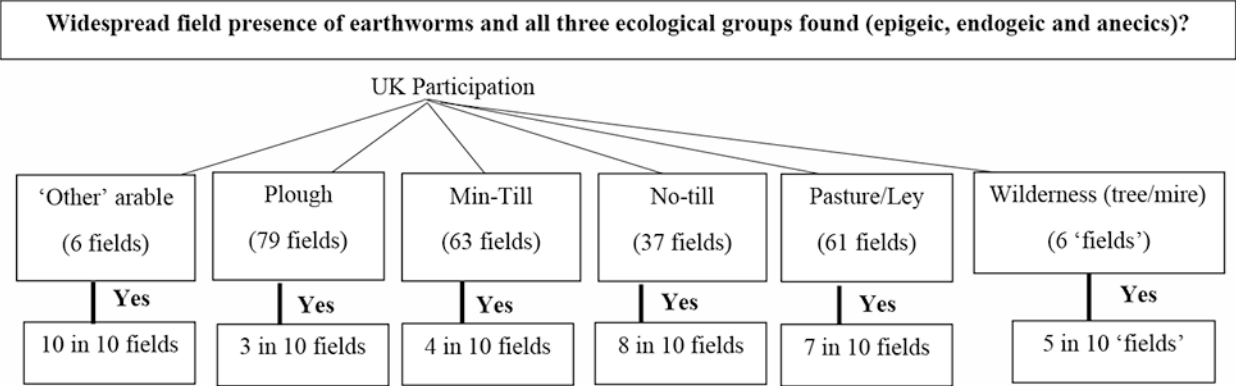 Widespread field presence of earthworms and all three ecological groups found (epigeic, endogeic and anecics)?
UK Participation
‘Other’ arable
(6 fields)
Plough
(79 fields)
Min-Till
(63 fields)
No-till
(37 fields)
Pasture/Ley
(61 fields)
Wilderness (tree/mire)
(6 ‘fields’)
Yes
Yes
Yes
Yes
Yes
Yes
10 in 10 fields
3 in 10 fields
4 in 10 fields
8 in 10 fields
7 in 10 fields
5 in 10 ‘fields’